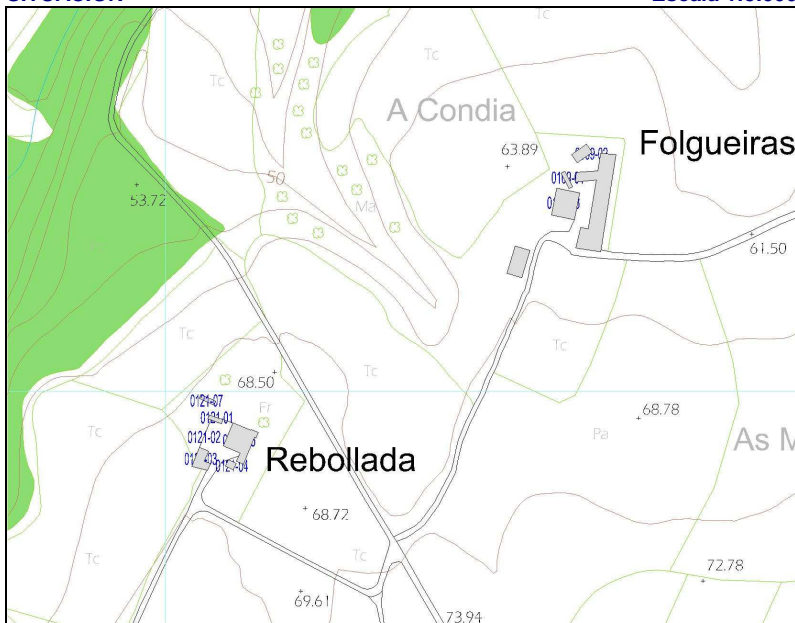 Tc
Tc
Tc
A Condia
Folgueiras
63.89
50
Ma
53.72
61.50
Tc
Tc
Tc
68.50
0121-07
Fr
0121-01
68.78
Tc
0121-02
Pa
As M
Rebollada
68.72
Tc
Tc
72.78
69.61
73.94